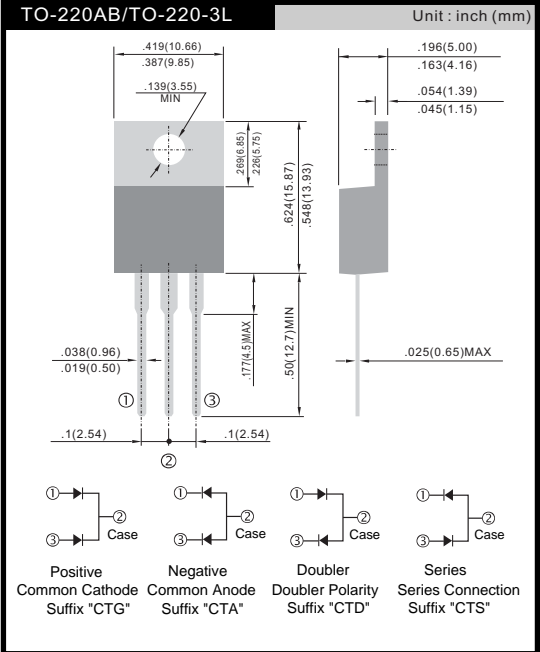 TO-220AB/TO-220-3L
Unit : inch (mm)
.419(10.66)
.387(9.85)
.139(3.55)
MIN
.269(6.85)
.226(5.75)
.624(15.87)
.548(13.93)
.196(5.00)
.163(4.16)
.054(1.39)
.045(1.15)
.038(0.96)
.019(0.50)
.177(4.5)MAX
.50(12.7)MIN
.025(0.65)MAX
① ③
.1(2.54) .1(2.54)
②
① ① ① ①
② ② ② ②
Case Case Case Case
③ ③ ③ ③
Positive
Common Cathode
Suffix "CTG"
Negative
Common Anode
Suffix "CTA"
Doubler
Doubler Polarity
Suffix "CTD"
Series
Series Connection
Suffix "CTS"